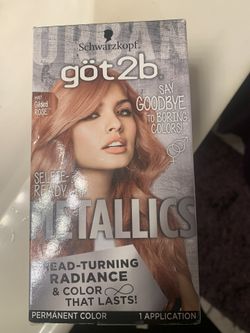 Schwarzkopf
göt2b
Gilded
ROSE
SAY
GOODBYE
TO BORING
COLORS!
SELFIE-
READY
METALLICS
HEAD-TURNING
RADIANCE
& COLOR
THAT LASTS!
PERMANENT COLOR
1 APPLICATION